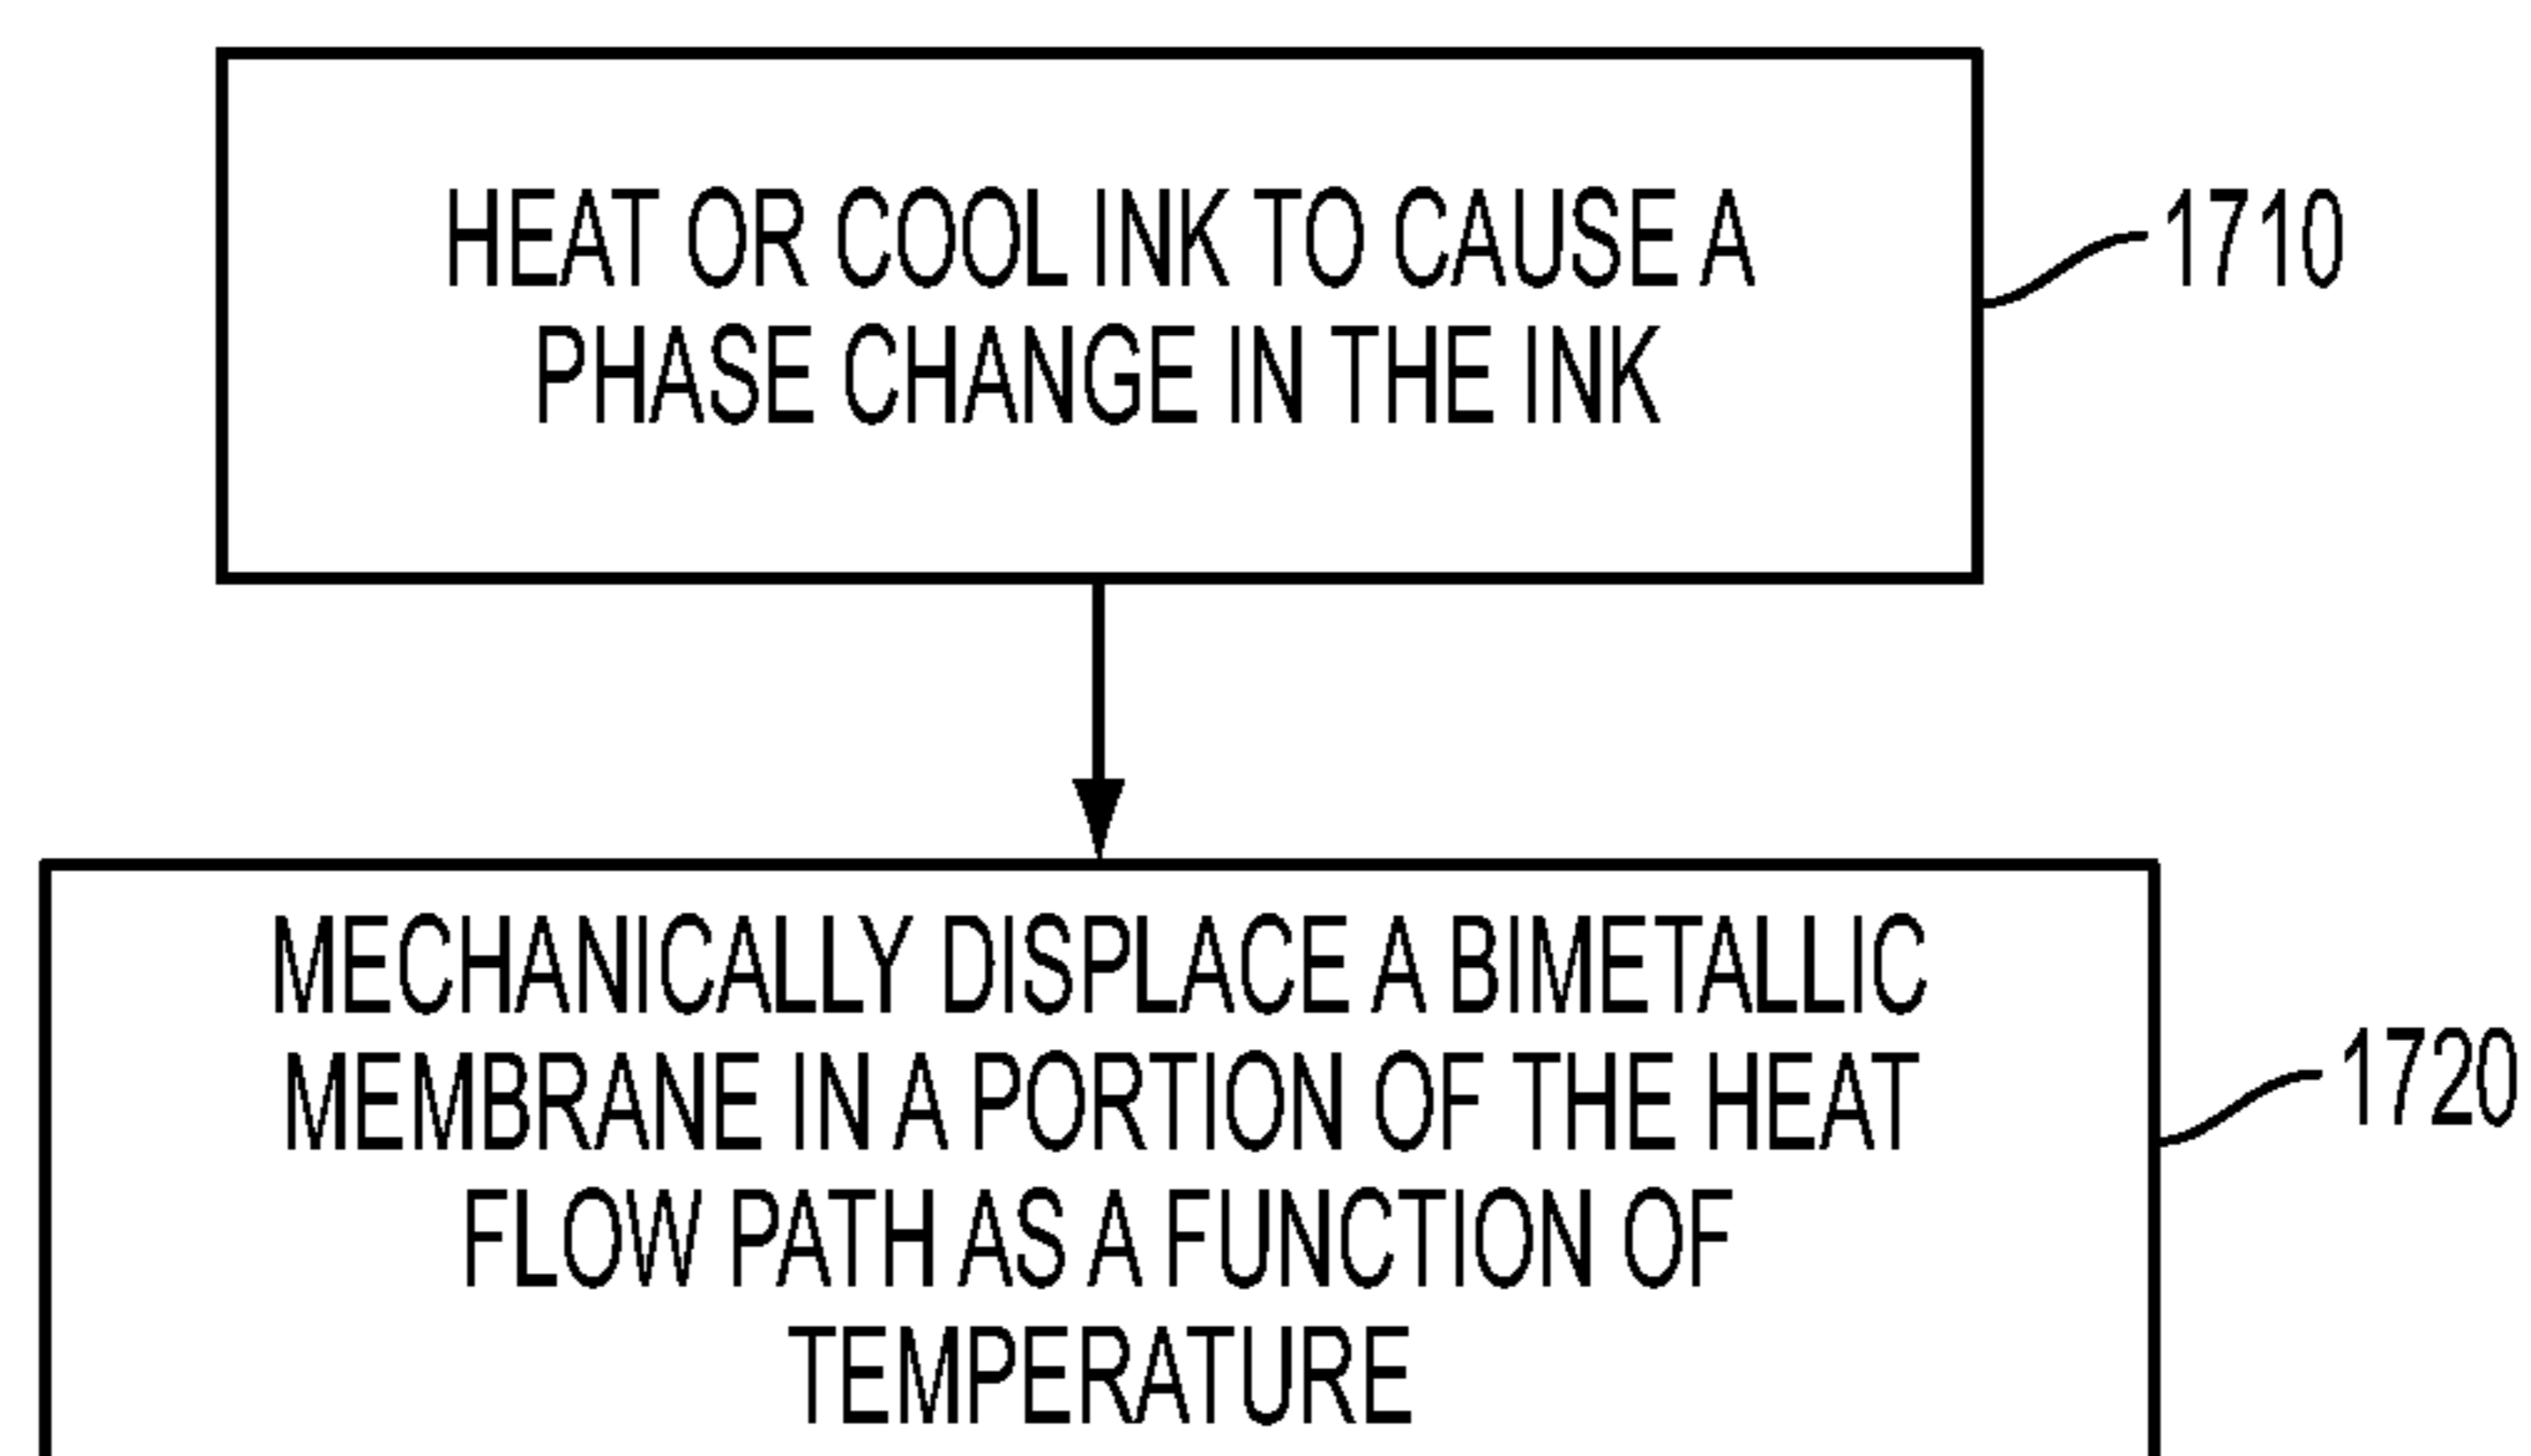 HEAT OR COOL INK TO CAUSE A
PHASE CHANGE IN THE INK
1710
MECHANICALLY DISPLACE A BIMETALLIC
MEMBRANE IN A PORTION OF THE HEAT
FLOW PATH AS A FUNCTION OF
TEMPERATURE
1720